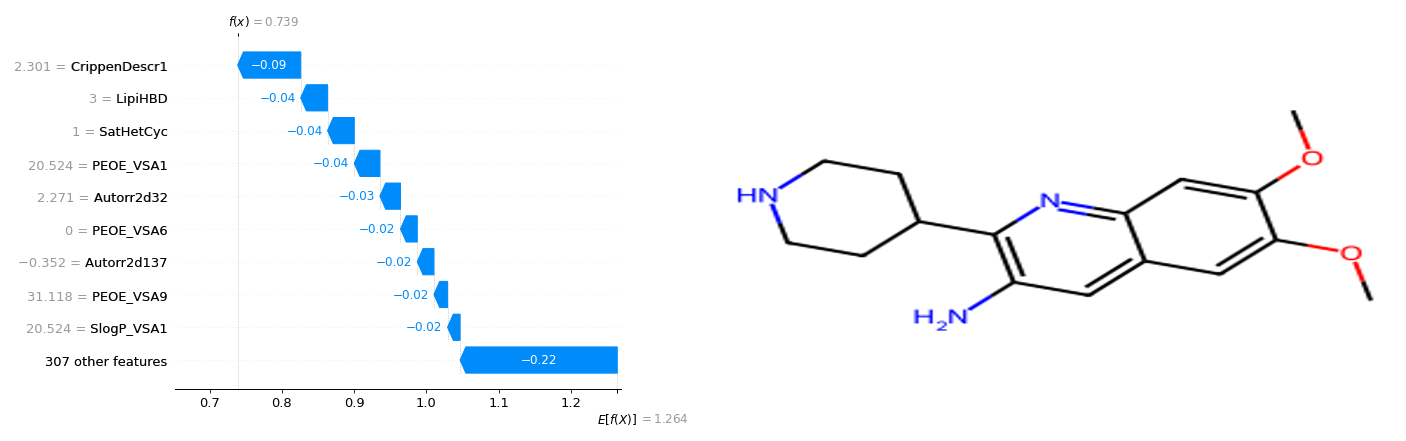 f(x) = 0.739
2.301 = CrippenDescr1
−0.09
3 = LipiHBD
−0.04
1 = SatHetCyc
−0.04
20.524 = PEOE_VSA1
−0.04
2.271 = Autorr2d32
−0.03
0 = PEOE_VSA6
−0.02
−0.352 = Autorr2d137
−0.02
31.118 = PEOE_VSA9
−0.02
20.524 = SlogP_VSA1
−0.02
307 other features
−0.22
0.7 0.8 0.9 1.0 1.1 1.2
E[f(X)] = 1.264
O
HN
N
O
H₂N